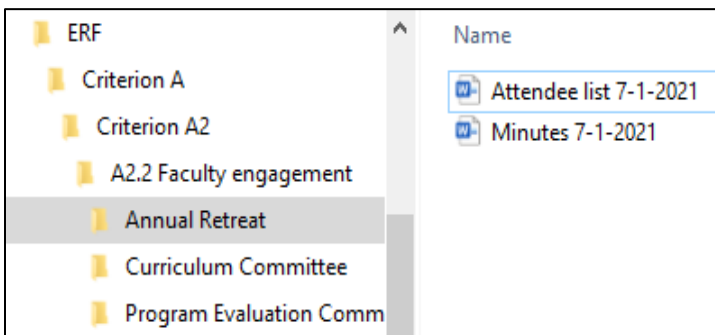 ERF
Criterion A
Criterion A2
A2.2 Faculty engagement
Annual Retreat
Curriculum Committee
Program Evaluation Comm
Name
Attendee list 7-1-2021
Minutes 7-1-2021